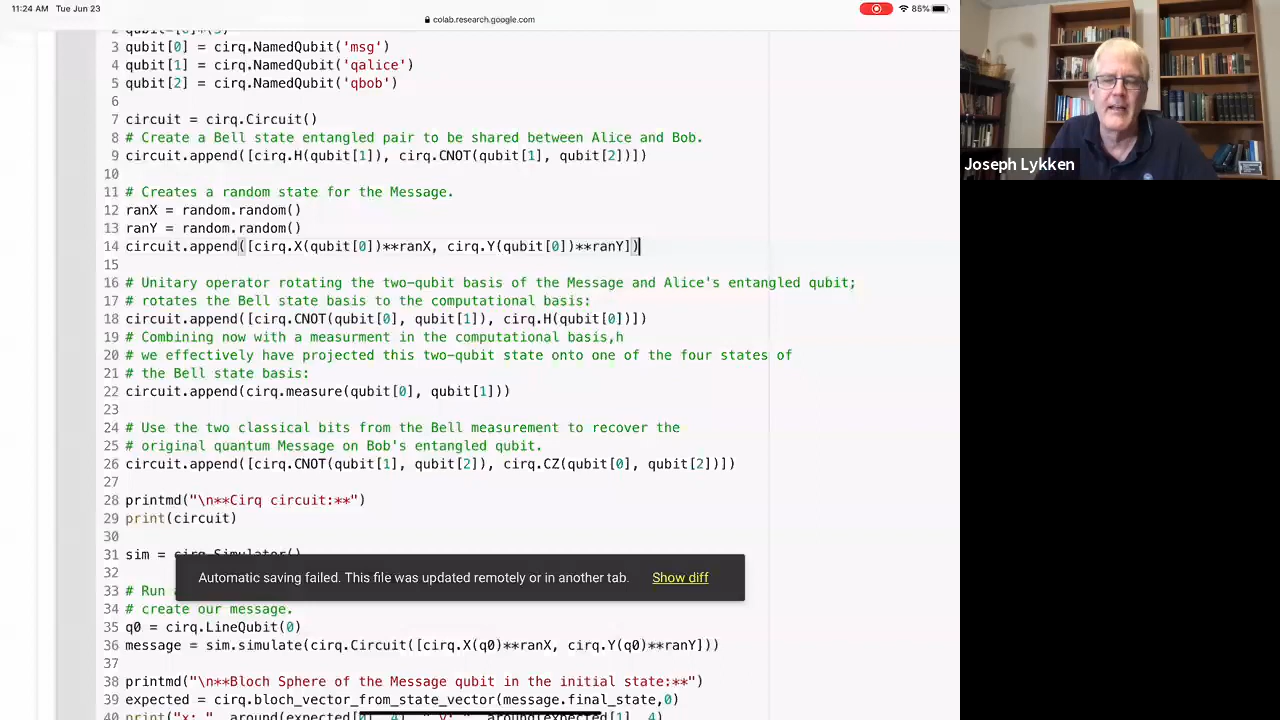 11:24 AM Tue Jun 23
85%
colab.research.google.com
3 qubit[0] = cirq.NamedQubit('msg')
4 qubit[1] = cirq.NamedQubit('qalice')
5 qubit[2] = cirq.NamedQubit('qbob')
6
7 circuit = cirq.Circuit()
8 # Create a Bell state entangled pair to be shared between Alice and Bob.
9 circuit.append([cirq.H(qubit[1]), cirq.CNOT(qubit[1], qubit[2])])
10
11 # Creates a random state for the Message.
12 ranX = random.random()
13 ranY = random.random()
14 circuit.append([cirq.X(qubit[0])**ranX, cirq.Y(qubit[0])**ranY])
15
16 # Unitary operator rotating the two-qubit basis of the Message and Alice's entangled qubit;
17 # rotates the Bell state basis to the computational basis:
18 circuit.append([cirq.CNOT(qubit[0], qubit[1]), cirq.H(qubit[0])])
19 # Combining now with a measurment in the computational basis,h
20 # we effectively have projected this two-qubit state onto one of the four states of
21 # the Bell state basis:
22 circuit.append(cirq.measure(qubit[0], qubit[1]))
23
24 # Use the two classical bits from the Bell measurement to recover the
25 # original quantum Message on Bob's entangled qubit.
26 circuit.append([cirq.CNOT(qubit[1], qubit[2]), cirq.CZ(qubit[0], qubit[2])])
27
28 printmd("\n**Cirq circuit:**")
29 print(circuit)
30
31 sim = cirq.Simulator()
32
33 # Run
34 # create our message.
35 q0 = cirq.LineQubit(0)
36 message = sim.simulate(cirq.Circuit([cirq.X(q0)**ranX, cirq.Y(q0)**ranY]))
37
38 printmd("\n**Bloch Sphere of the Message qubit in the initial state:**")
39 expected = cirq.bloch_vector_from_state_vector(message.final_state,0)
40 print("x: ", around(expected[0], 4), " y: ", around(expected[1], 4),
Automatic saving failed. This file was updated remotely or in another tab. Show diff
Joseph Lykken